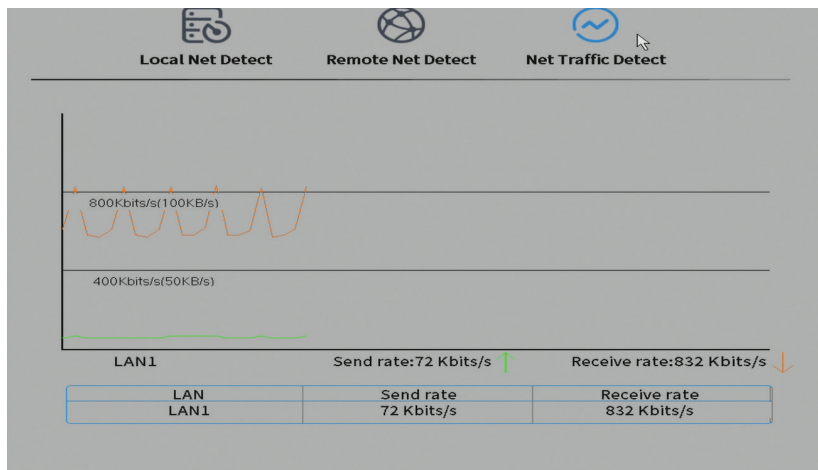 Local Net Detect Remote Net Detect Net Traffic Detect
800Kbits/s(100KB/s)
400Kbits/s(50KB/s)
LAN1 Send rate:72 Kbits/s Receive rate:832 Kbits/s
LAN Send rate Receive rate
LAN1 72 Kbits/s 832 Kbits/s